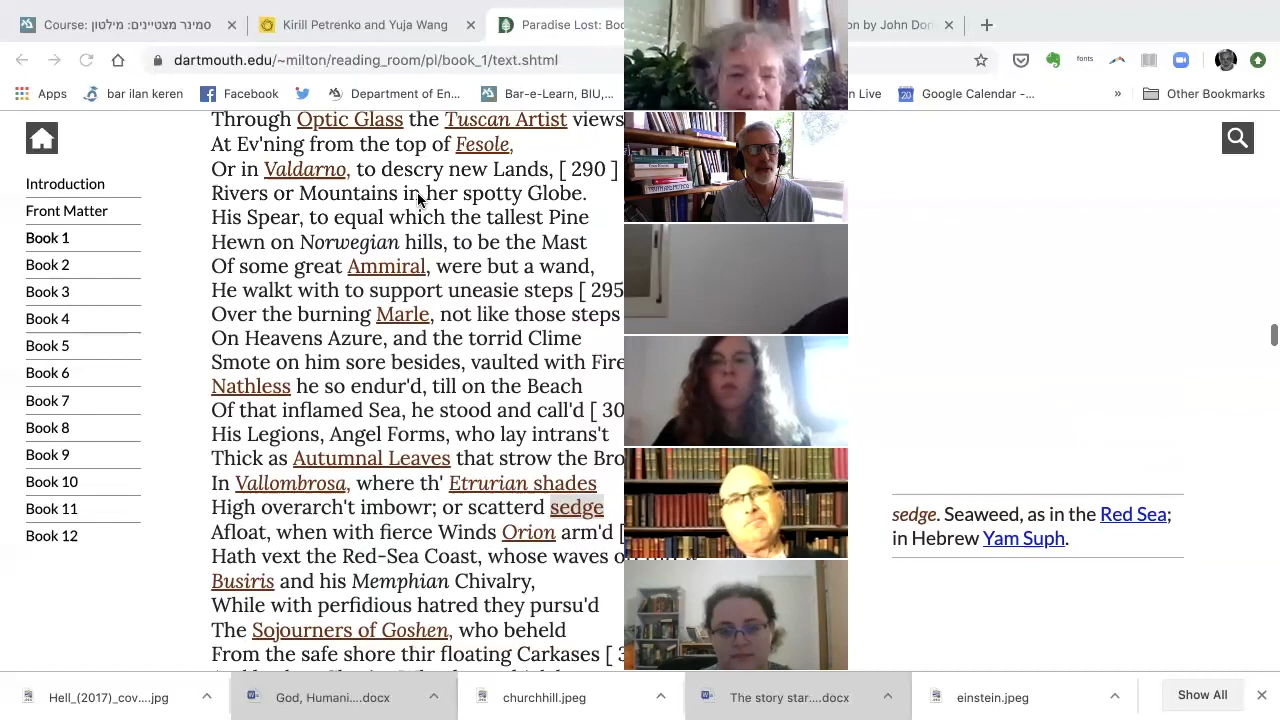 Course: סמינר מצטיינים: מילטון
Kirill Petrenko and Yuja Wang
Paradise Lost: Boo
on by John Don
dartmouth.edu/~milton/reading_room/pl/book_1/text.shtml
fonts
Apps
bar ilan keren
Facebook
Department of En...
Bar-e-Learn, BIU,...
n Live
Google Calendar -...
»
Other Bookmarks
Introduction
Front Matter
Book 1
Book 2
Book 3
Book 4
Book 5
Book 6
Book 7
Book 8
Book 9
Book 10
Book 11
Book 12
Through Optic Glass the Tuscan Artist views
At Ev'ning from the top of Fesole,
Or in Valdarno, to descry new Lands, [ 290 ]
Rivers or Mountains in her spotty Globe.
His Spear, to equal which the tallest Pine
Hewn on Norwegian hills, to be the Mast
Of some great Ammiral, were but a wand,
He walkt with to support uneasie steps [ 295
Over the burning Marle, not like those steps
On Heavens Azure, and the torrid Clime
Smote on him sore besides, vaulted with Fire
Nathless he so endur'd, till on the Beach
Of that inflamed Sea, he stood and call'd [ 30
His Legions, Angel Forms, who lay intrans't
Thick as Autumnal Leaves that strow the Bro
In Vallombrosa, where th' Etrurian shades
High overarch't imbowr; or scatterd sedge
Afloat, when with fierce Winds Orion arm'd [
Hath vext the Red-Sea Coast, whose waves o
Busiris and his Memphian Chivalry,
While with perfidious hatred they pursu'd
The Sojourners of Goshen, who beheld
From the safe shore thir floating Carkases [
sedge. Seaweed, as in the Red Sea;
in Hebrew Yam Suph.
Hell_(2017)_cov....jpg
God, Humani....docx
churchhill.jpeg
The story star....docx
einstein.jpeg
Show All